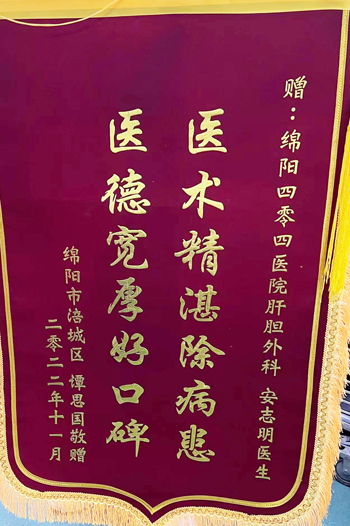 赠：绵阳四零四医院肝胆外科 安志明医生
医术精湛除病患
医德宽厚好口碑
绵阳市涪城区 谭思国敬赠
二零二二年十一月